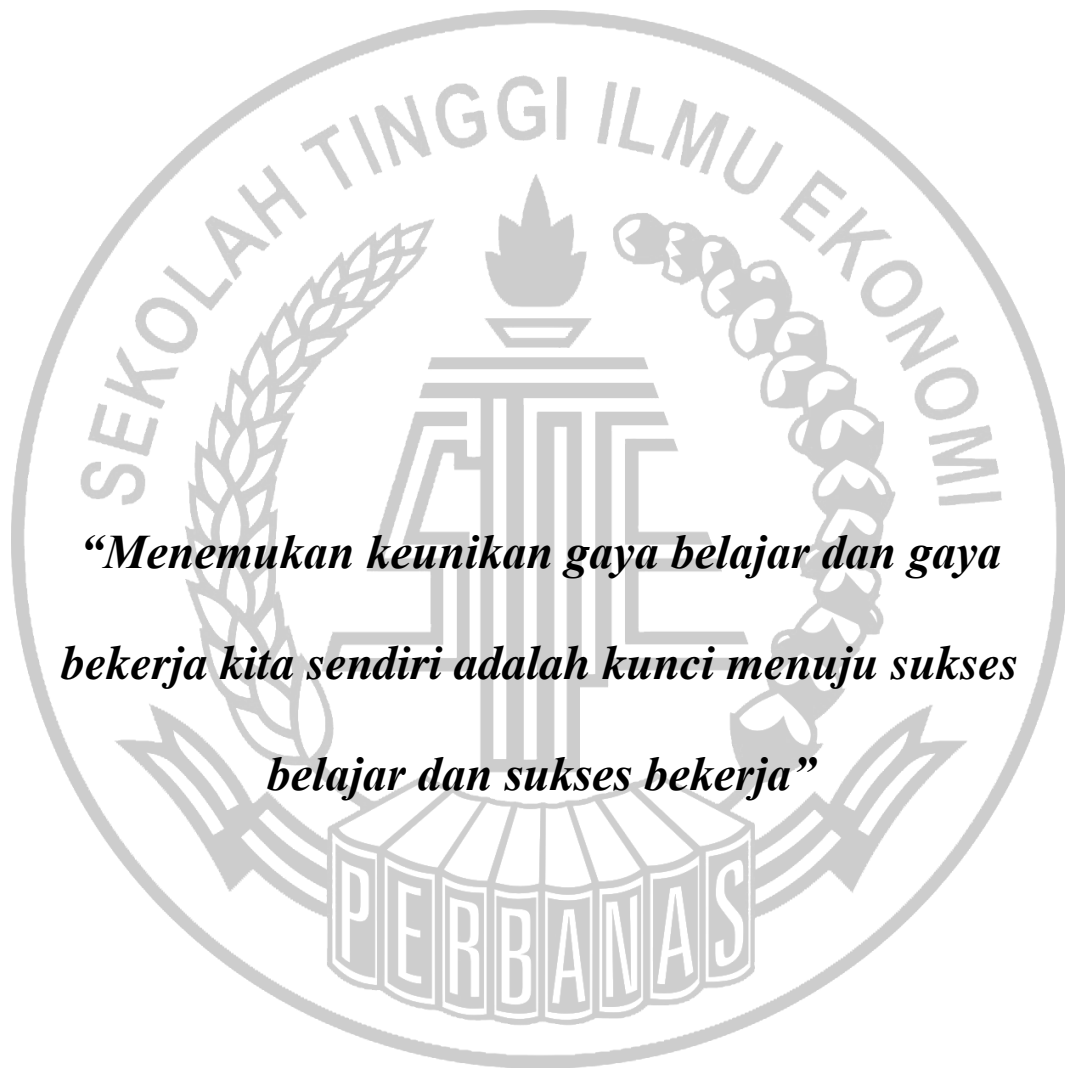 SEKOLAH TINGGI ILMU EKONOMI
STIE
“Menemukan keunikan gaya belajar dan gaya
bekerja kita sendiri adalah kunci menuju sukses
belajar dan sukses bekerja”
PERBANAS